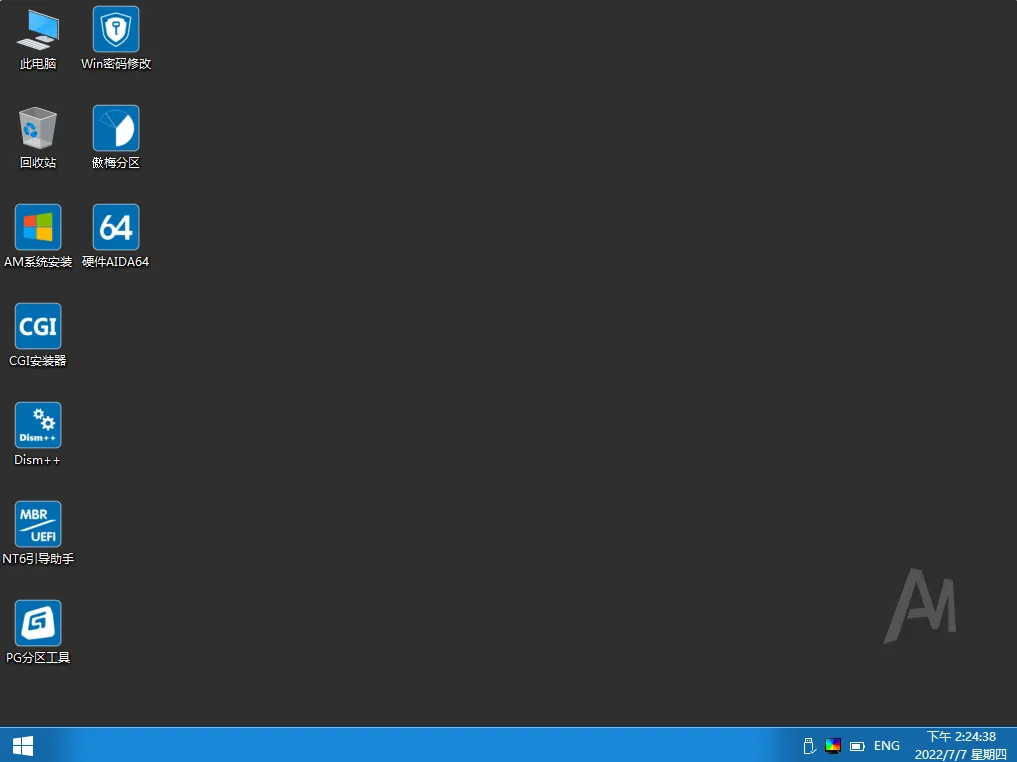 此电脑
Win密码修改
回收站
傲梅分区
AM系统安装
64
硬件AIDA64
CGI
CGI安装器
Dism++
Dism++
MBR
UEFI
NT6引导助手
PG分区工具
AM
ENG
下午 2:24:38
2022/7/7 星期四